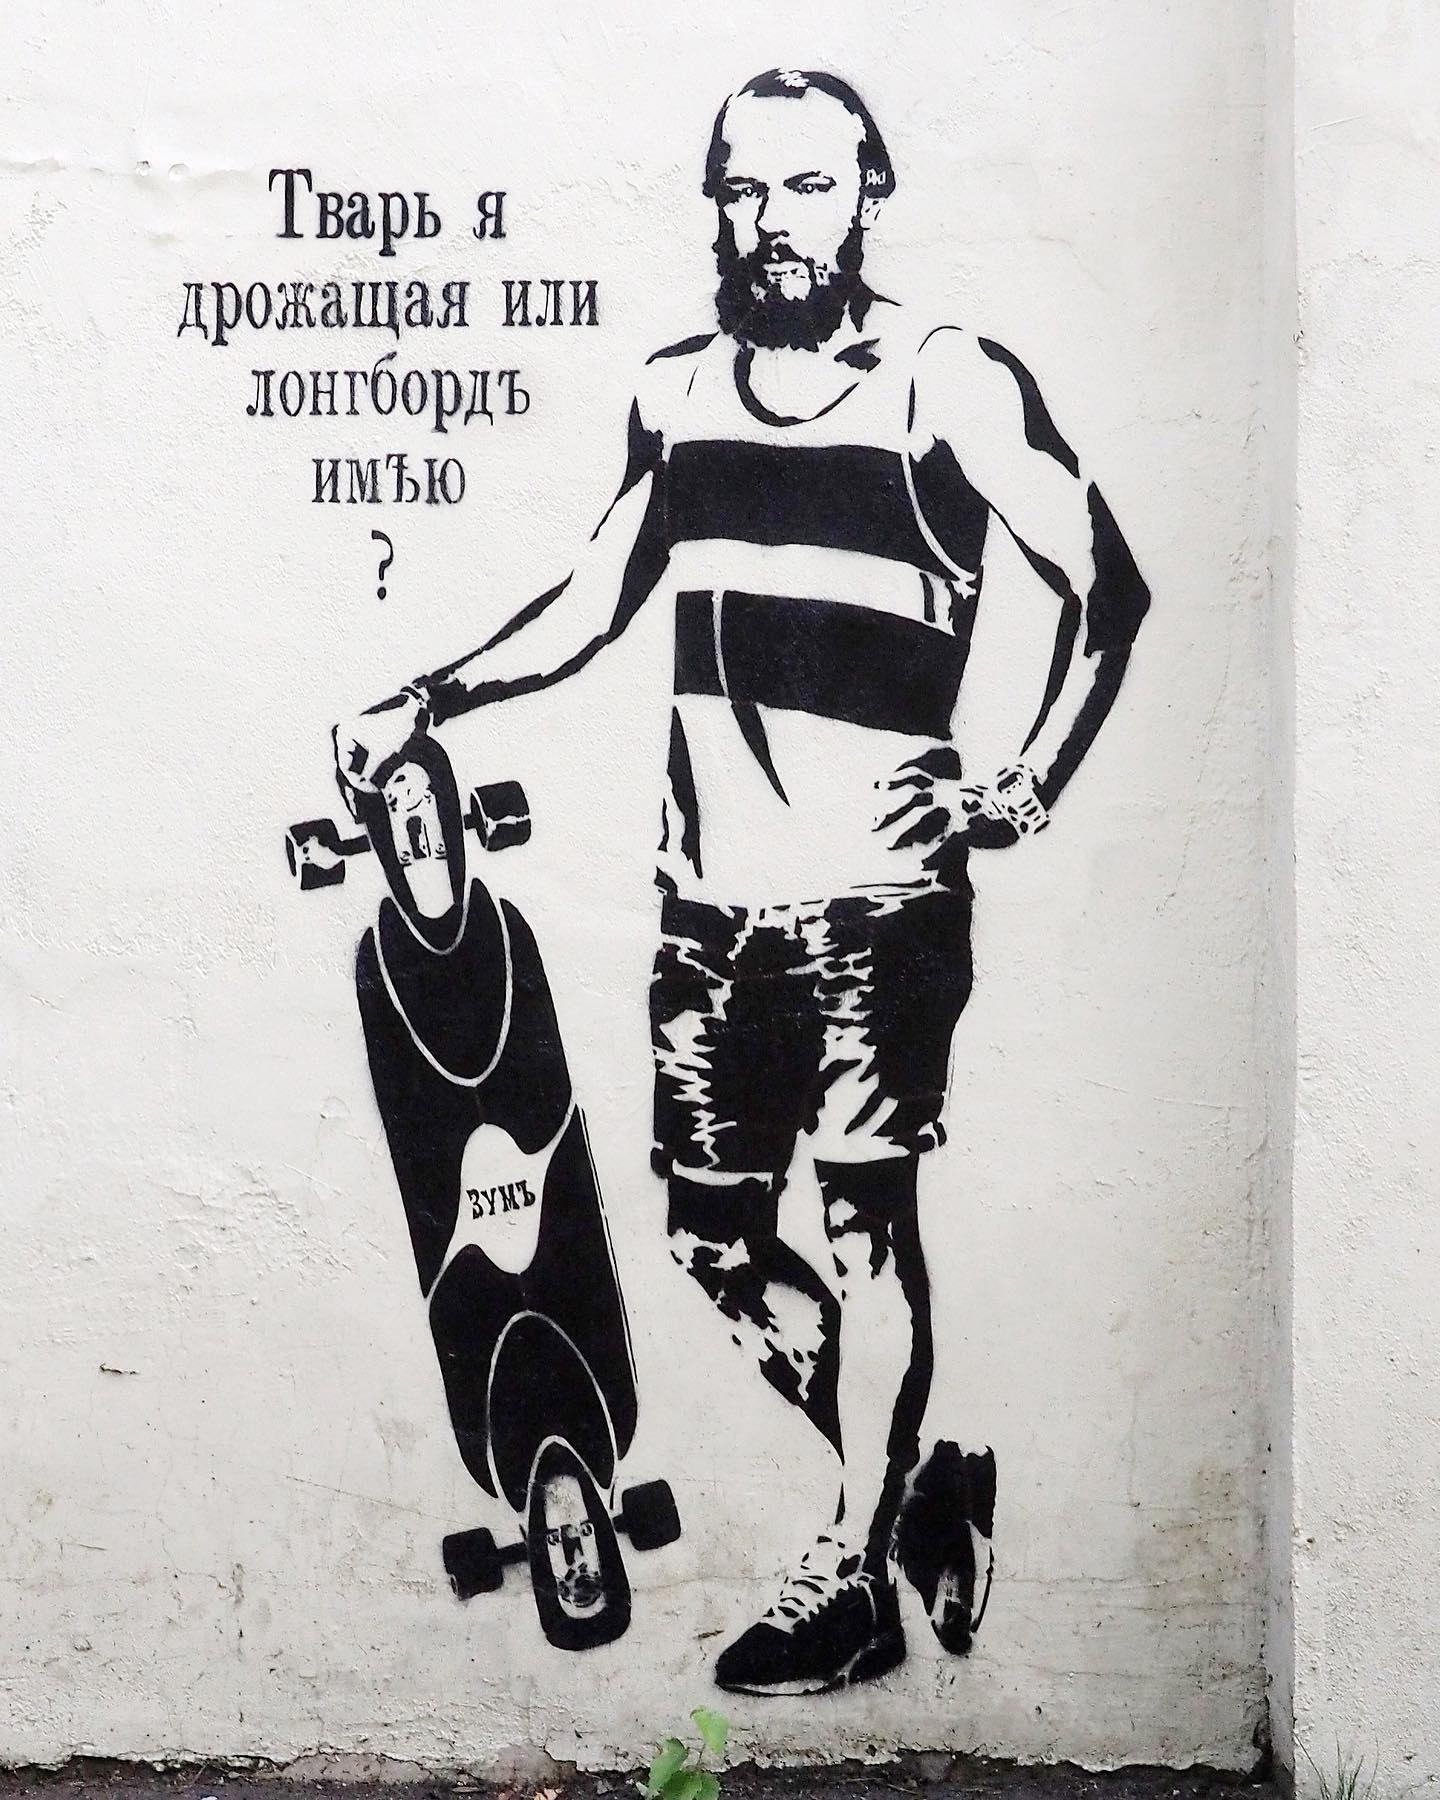 Тварь я
дрожащая или
лонгбордъ
имѣю
?
ЗУМЪ